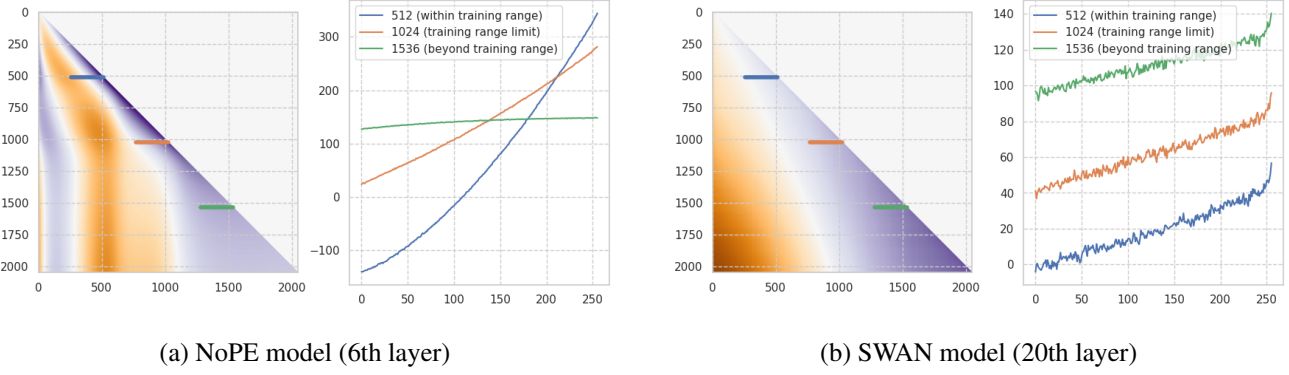 0
250
500
750
1000
1250
1500
1750
2000
0 500 1000 1500 2000
512 (within training range)
1024 (training range limit)
1536 (beyond training range)
300
200
100
0
−100
0 50 100 150 200 250
(a) NoPE model (6th layer)
0
250
500
750
1000
1250
1500
1750
2000
0 500 1000 1500 2000
512 (within training range)
1024 (training range limit)
1536 (beyond training range)
140
120
100
80
60
40
20
0
0 50 100 150 200 250
(b) SWAN model (20th layer)